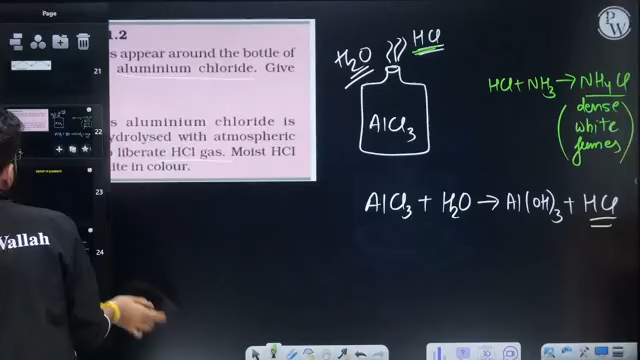 Page
21
22
23
24
1.2
s appear around the bottle of
aluminium chloride. Give
s aluminium chloride is
ydrolysed with atmospheric
liberate HCl gas. Moist HCl
ite in colour.
H2O
HCl
AlCl3
HCl + NH3 → NH4Cl
(dense
white
fumes)
AlCl3 + H2O → Al(OH)3 + HCl
Wallah
PW